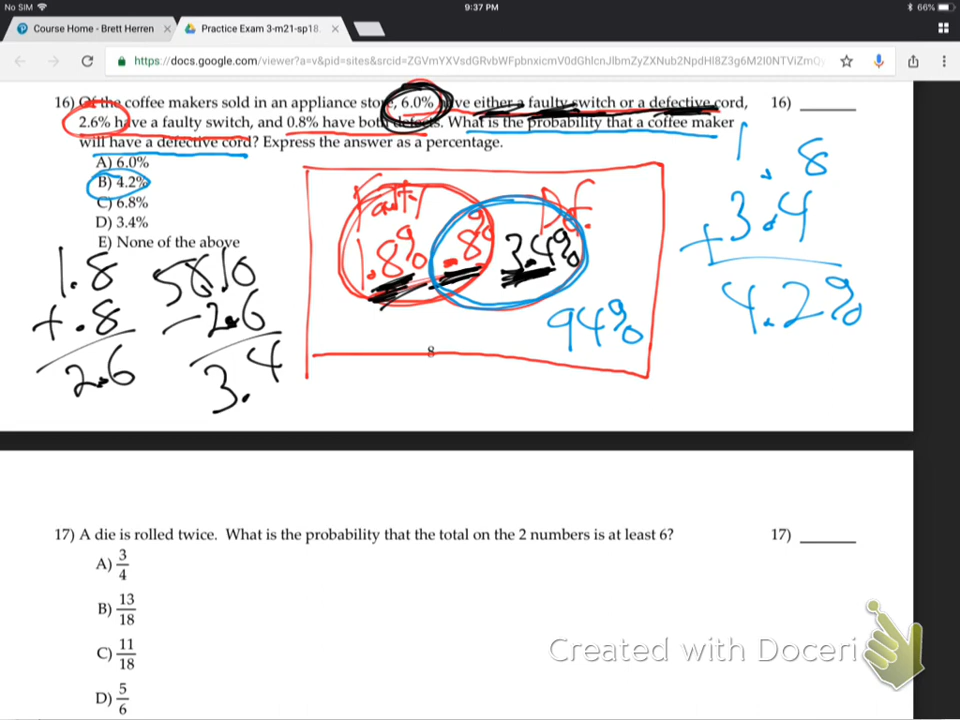 No SIM 9:37 PM 66%
Course Home - Brett Herren × Practice Exam 3-m21-sp18 ×
https://docs.google.com/viewer?a=v&pid=sites&srcid=
16) Of the coffee makers sold in an appliance store, 6.0% have either a faulty switch or a defective cord, 16)
2.6% have a faulty switch, and 0.8% have both defects. What is the probability that a coffee maker
will have a defective cord? Express the answer as a percentage.
A) 6.0%
B) 4.2%
C) 6.8%
D) 3.4%
E) None of the above
1.8
+ .8
2.6
- 2.6
3.4
Faulty Def.
1.8% .8% 3.4%
94%
8
1
.8
+ 3.4
4.2%
17) A die is rolled twice. What is the probability that the total on the 2 numbers is at least 6? 17)
A) 3/4
B) 13/18
C) 11/18
D) 5/6
Created with Doceri